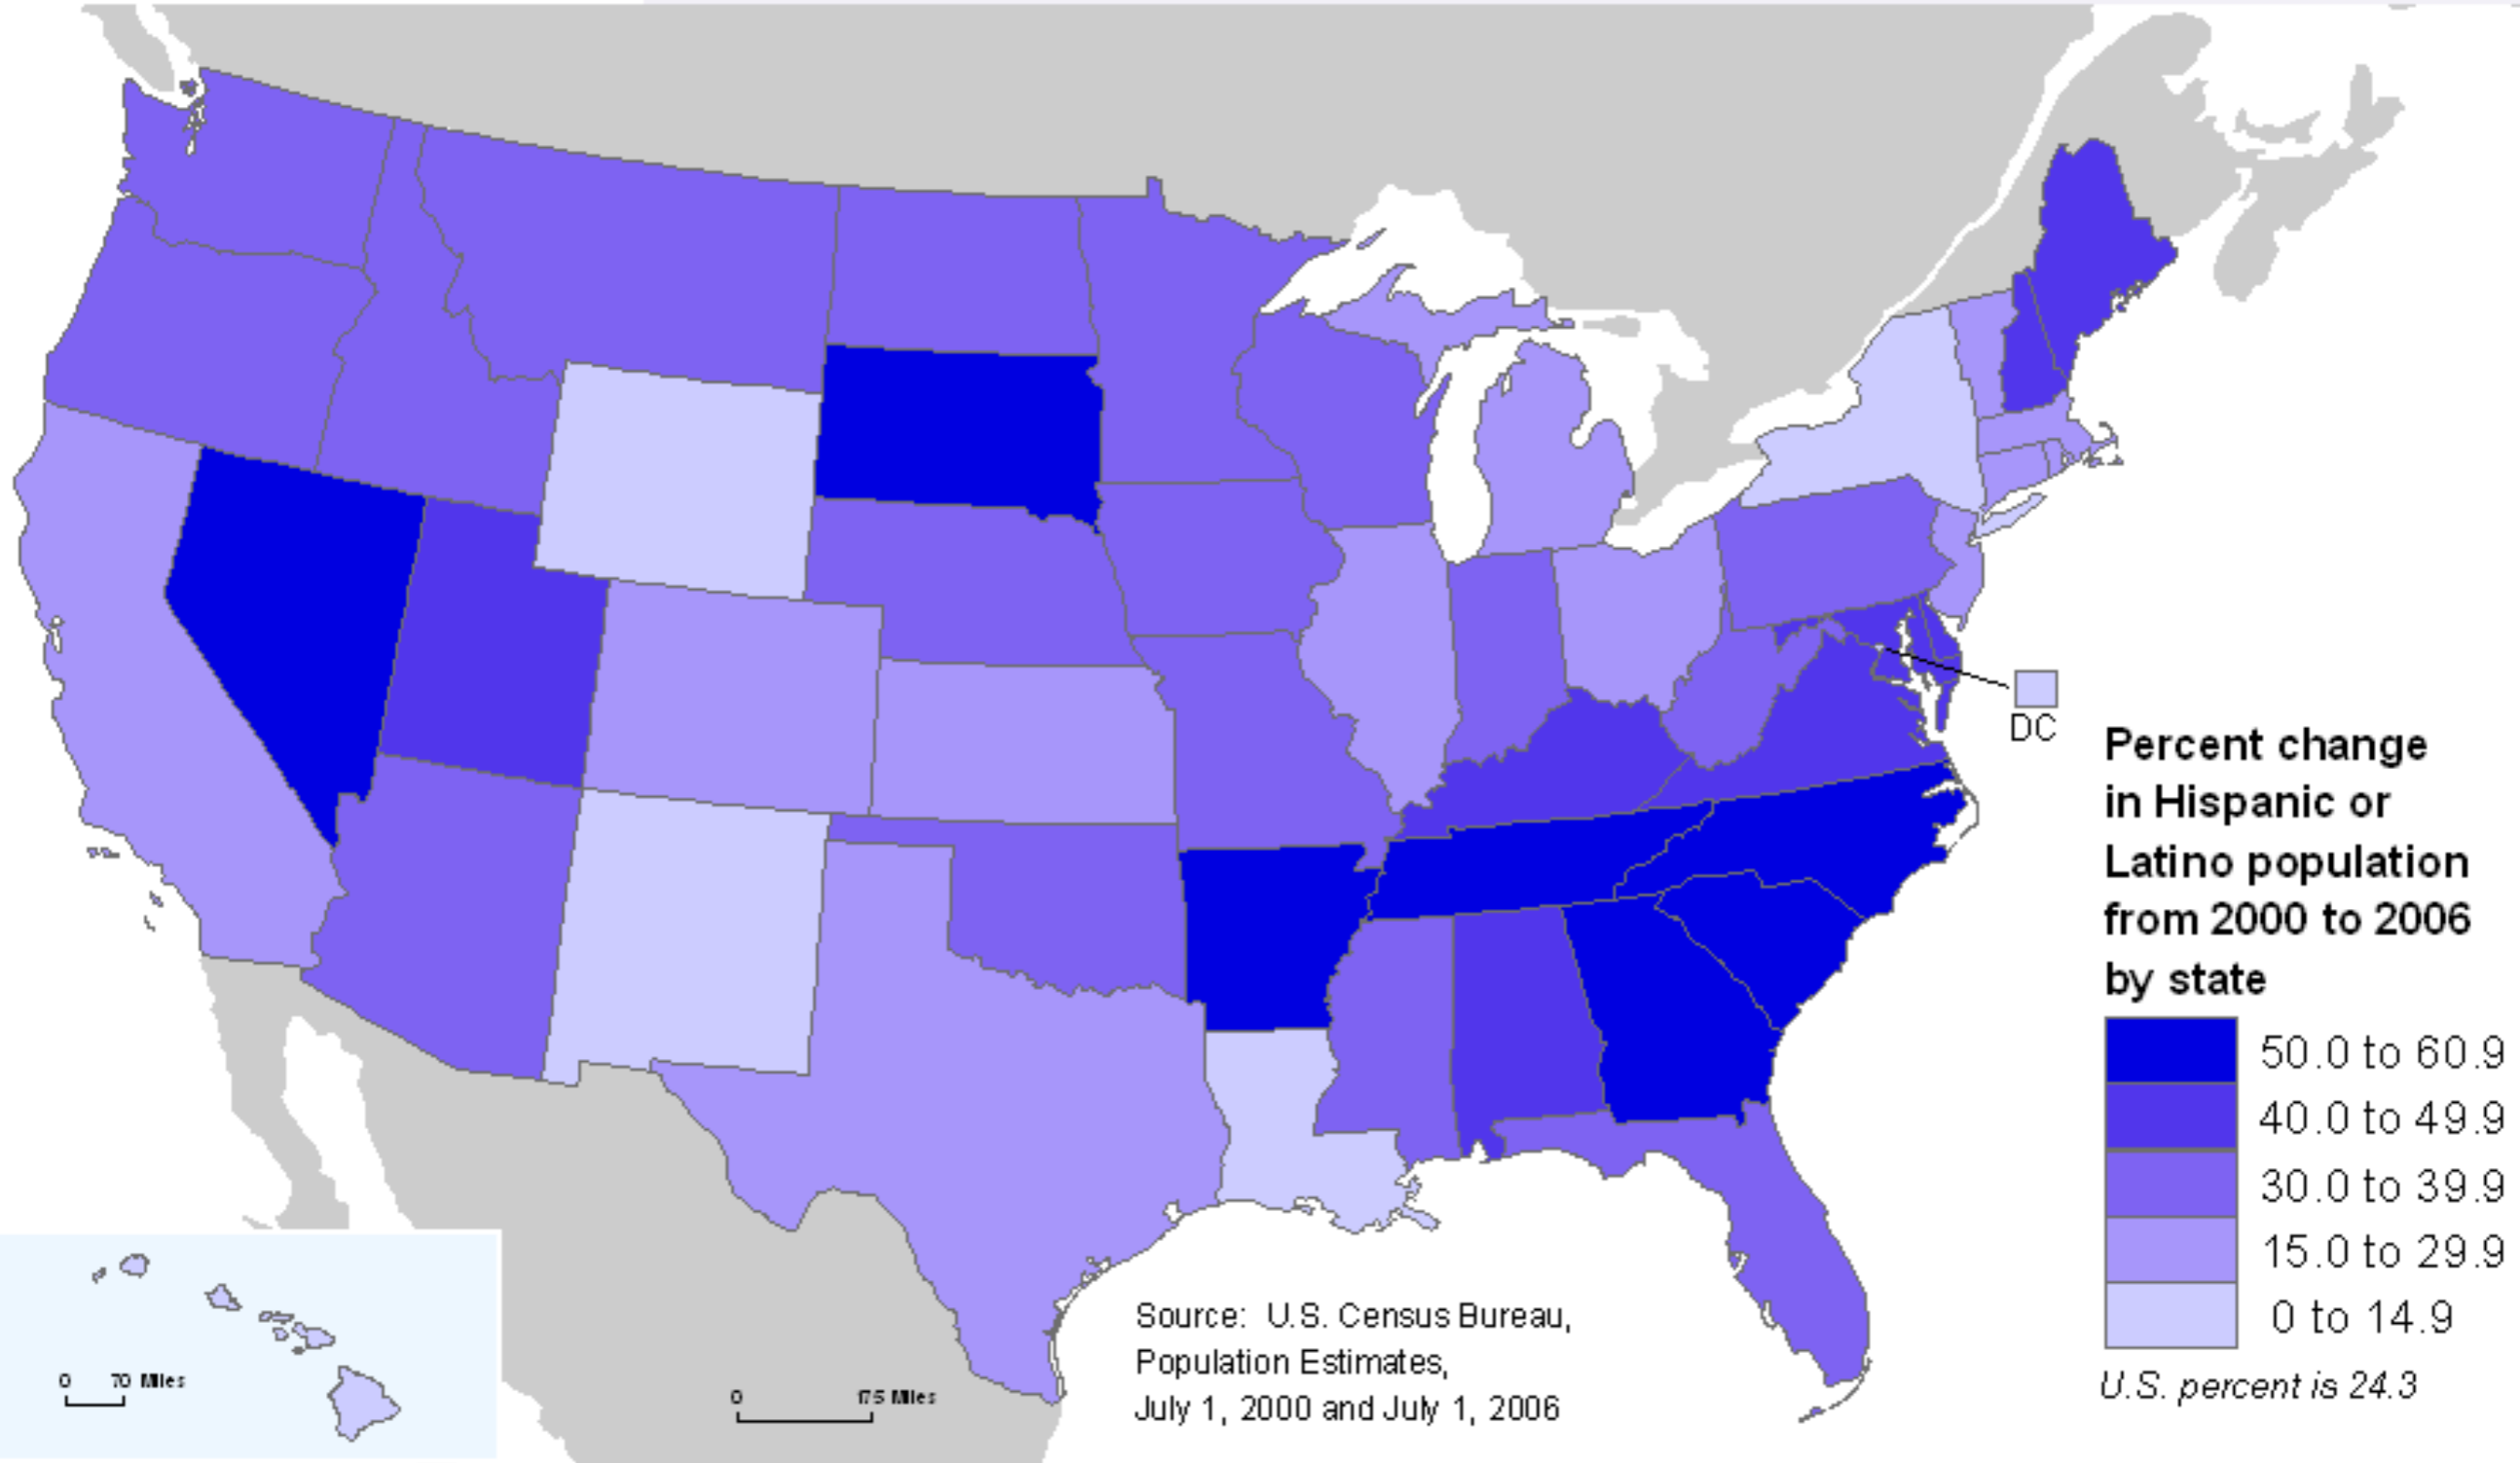 DC
Percent change
in Hispanic or
Latino population
from 2000 to 2006
by state
50.0 to 60.9
40.0 to 49.9
30.0 to 39.9
15.0 to 29.9
0 to 14.9
U.S. percent is 24.3
Source: U.S. Census Bureau,
Population Estimates,
July 1, 2000 and July 1, 2006
0 70 Miles
0 175 Miles